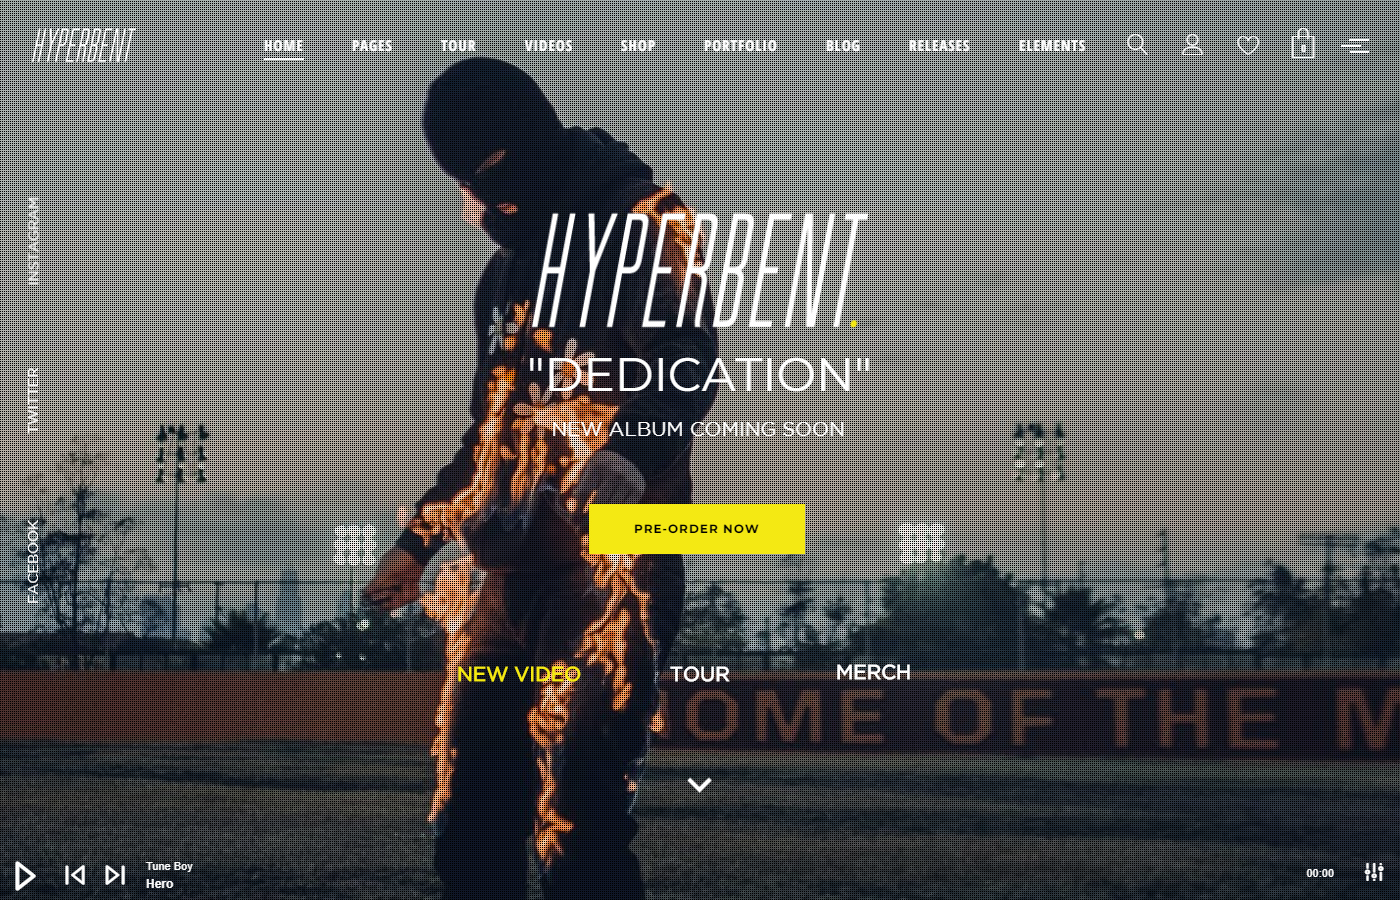 HYPERBENT
HOME PAGES TOUR VIDEOS SHOP PORTFOLIO BLOG RELEASES ELEMENTS 0
INSTAGRAM
TWITTER
FACEBOOK
HYPERBENT.
"DEDICATION"
NEW ALBUM COMING SOON
PRE-ORDER NOW
NEW VIDEO TOUR MERCH
OME OF THE M
Tune Boy
Hero
00:00